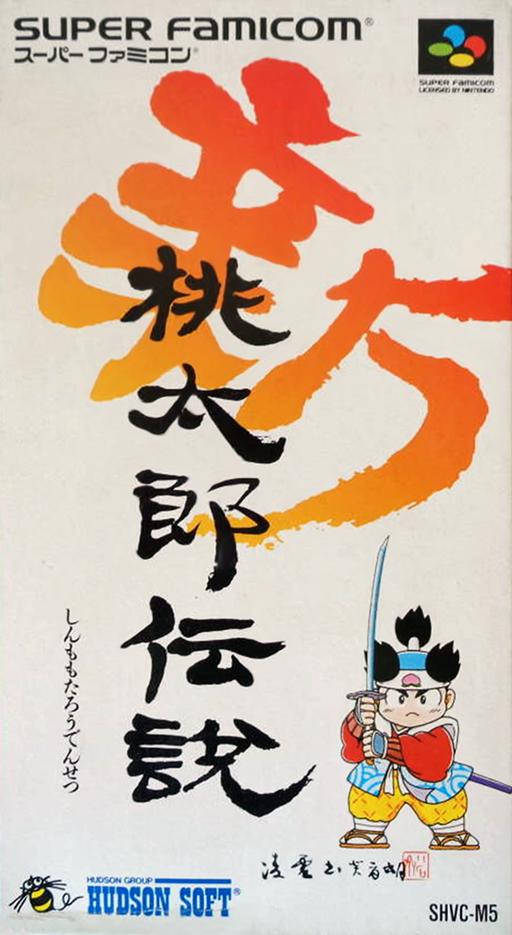 SUPER FAMICOM®
スーパーファミコン®
SUPER FAMICOM
LICENSED BY NINTENDO
新
桃太郎伝説
しんももたろうでんせつ
HUDSON GROUP
HUDSON SOFT®
SHVC-M5